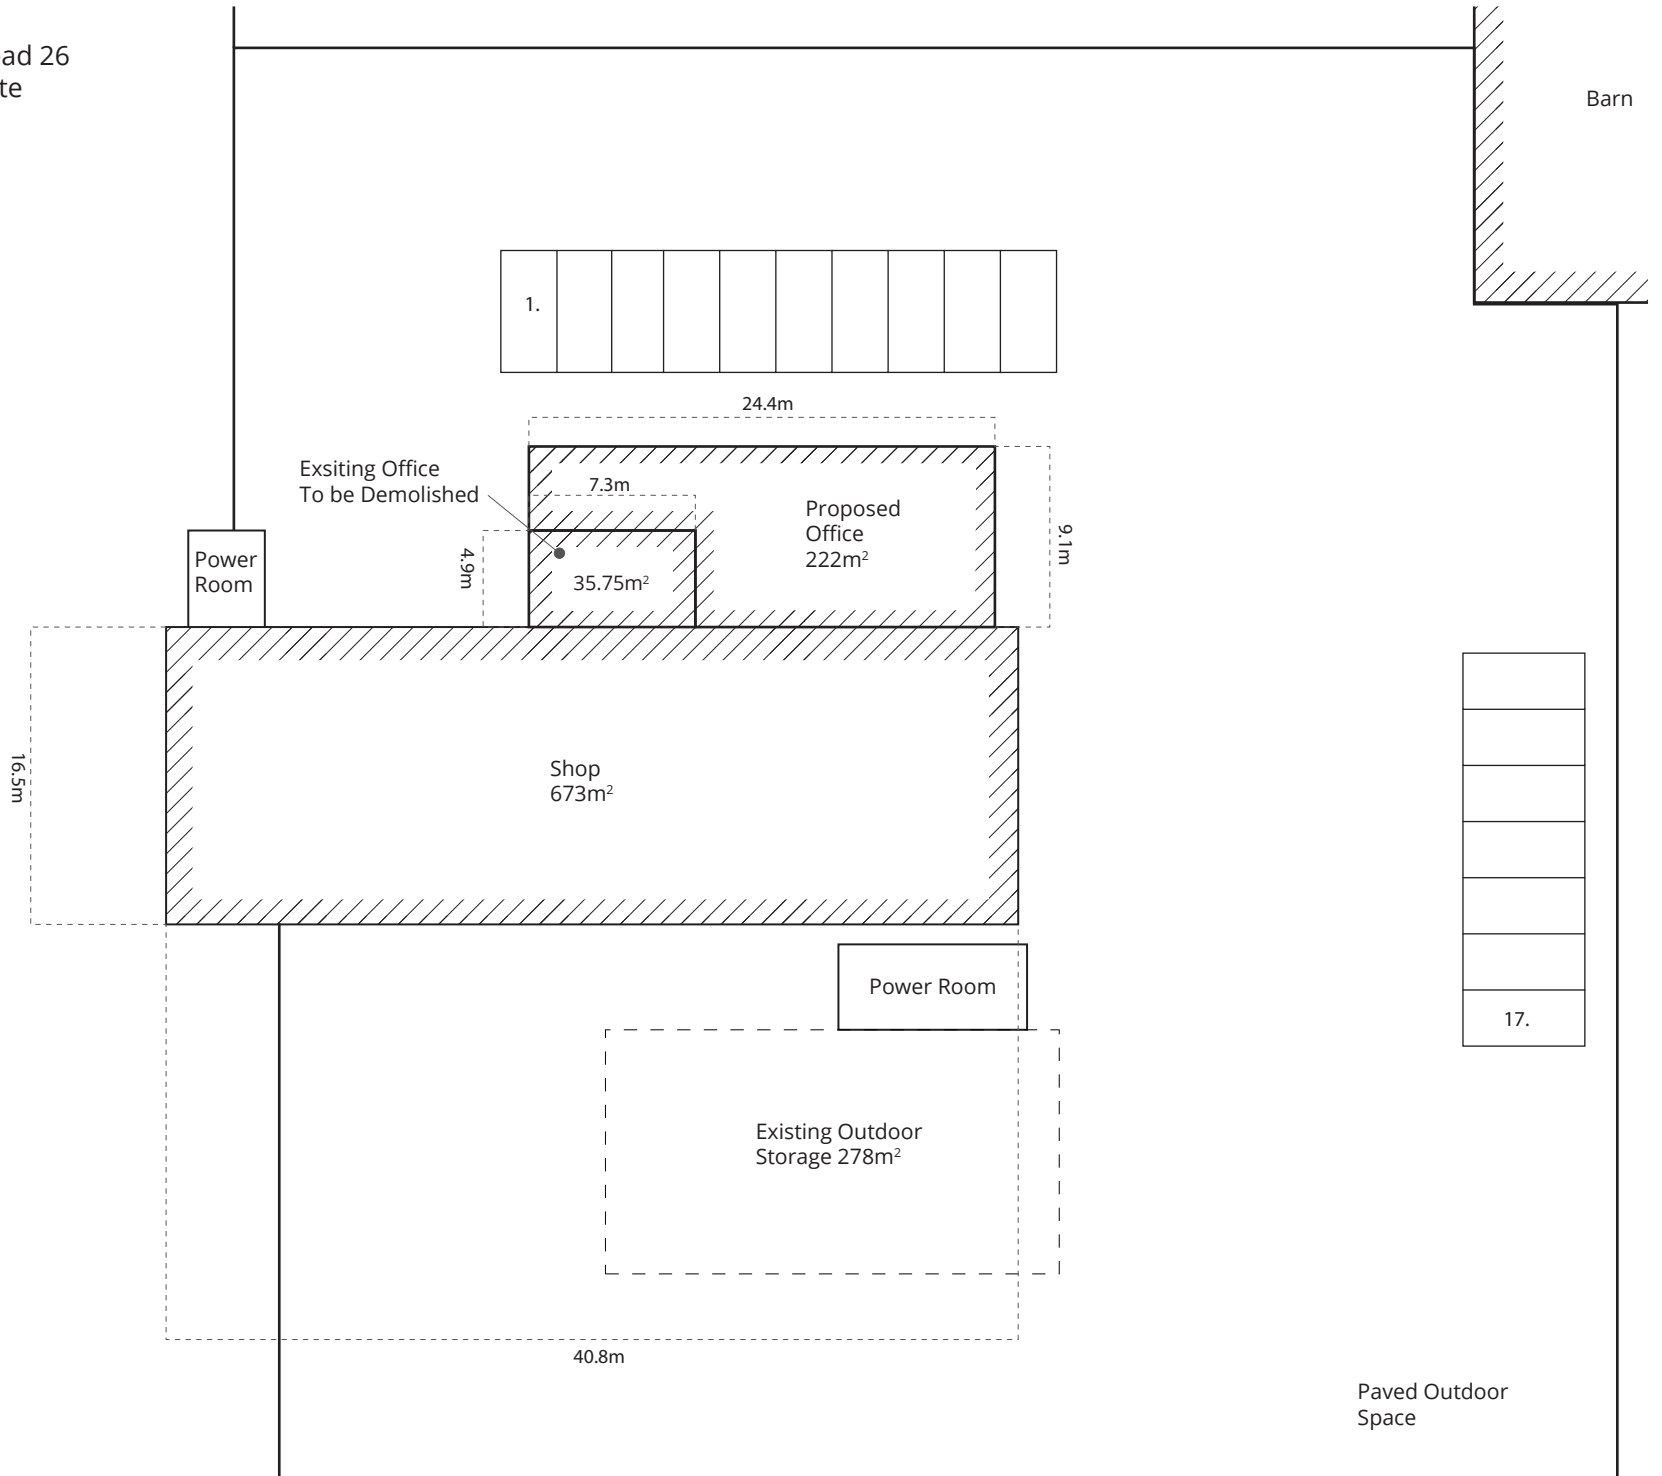 ad 26
te
Barn
1.
24.4m
Exsiting Office
To be Demolished
7.3m
Proposed
Office
222m²
9.1m
4.9m
35.75m²
Power
Room
16.5m
Shop
673m²
Power Room
17.
Existing Outdoor
Storage 278m²
40.8m
Paved Outdoor
Space